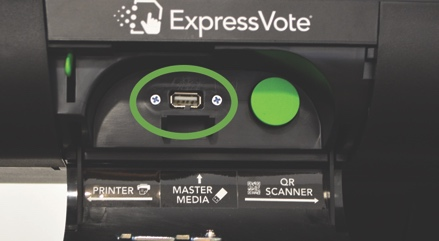 ExpressVote®
PRINTER
MASTER
MEDIA
QR
SCANNER